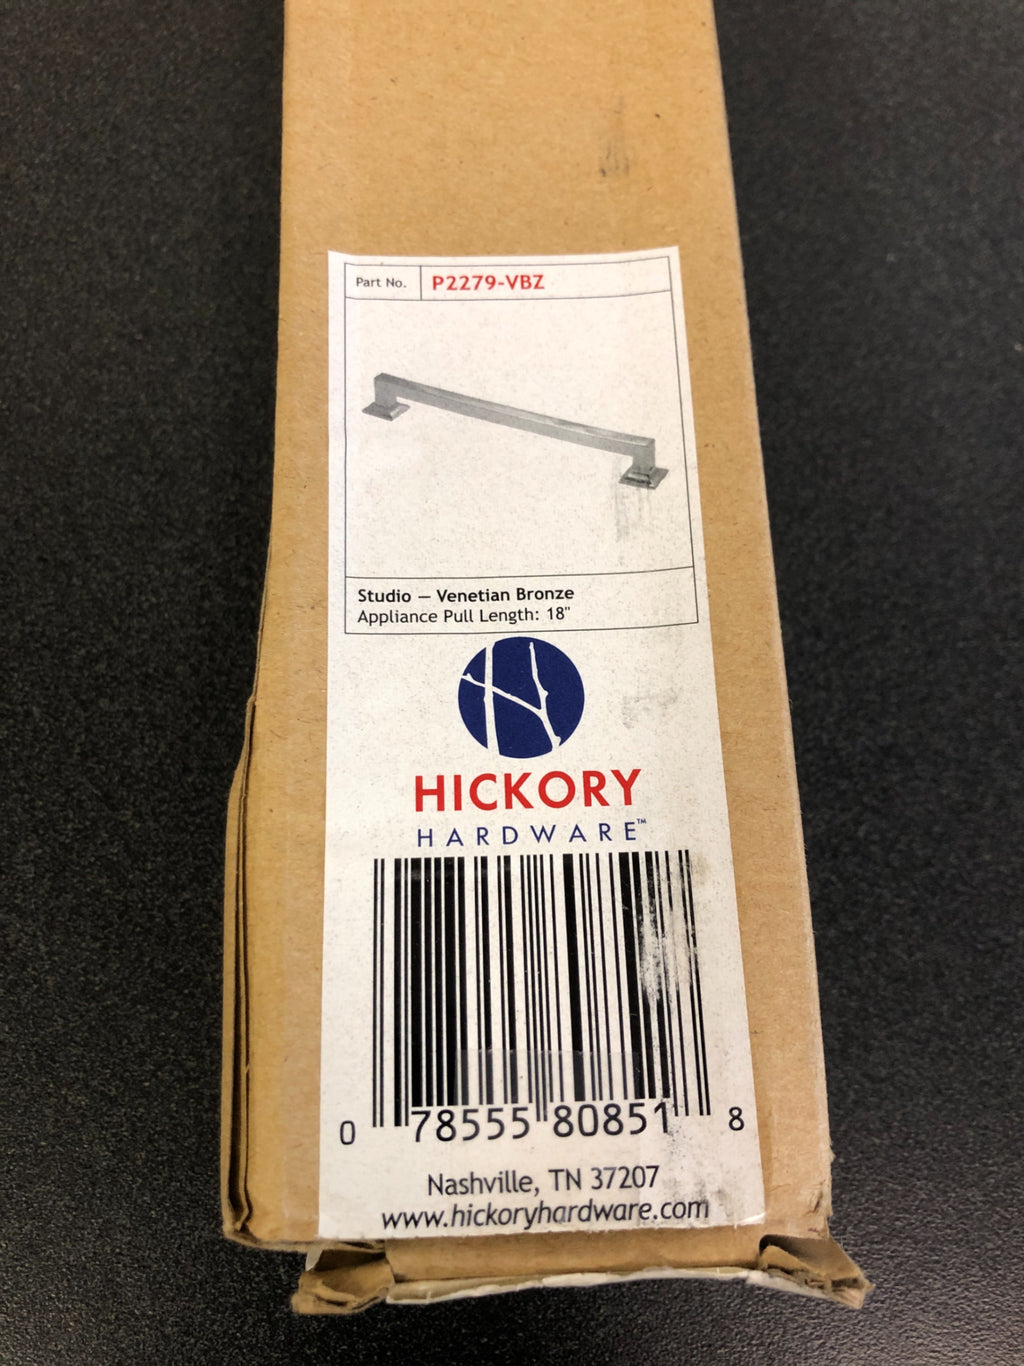 Part No. P2279-VBZ
Studio — Venetian Bronze
Appliance Pull Length: 18"
HICKORY
HARDWARE™
0 78555 80851 8
Nashville, TN 37207
www.hickoryhardware.com